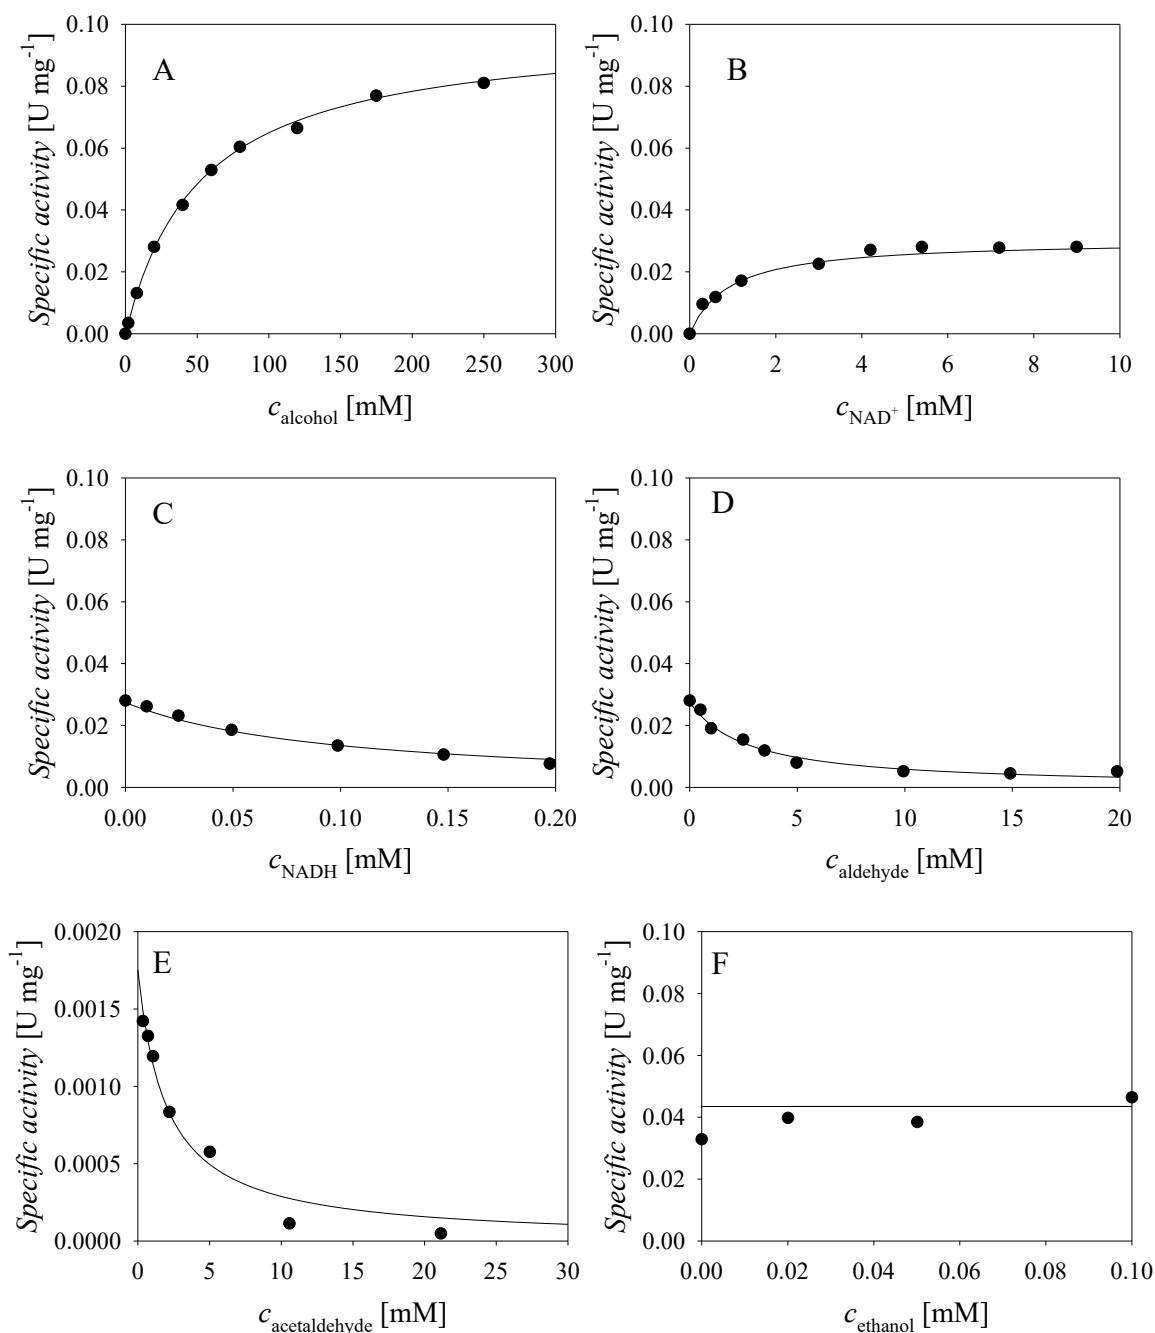 A
Specific activity [U mg⁻¹]
0.10
0.08
0.06
0.04
0.02
0.00
0 50 100 150 200 250 300
c_alcohol [mM]
B
Specific activity [U mg⁻¹]
0.10
0.08
0.06
0.04
0.02
0.00
0 2 4 6 8 10
c_NAD⁺ [mM]
C
Specific activity [U mg⁻¹]
0.10
0.08
0.06
0.04
0.02
0.00
0.00 0.05 0.10 0.15 0.20
c_NADH [mM]
D
Specific activity [U mg⁻¹]
0.10
0.08
0.06
0.04
0.02
0.00
0 5 10 15 20
c_aldehyde [mM]
E
Specific activity [U mg⁻¹]
0.0020
0.0015
0.0010
0.0005
0.0000
0 5 10 15 20 25 30
c_acetaldehyde [mM]
F
Specific activity [U mg⁻¹]
0.10
0.08
0.06
0.04
0.02
0.00
0.00 0.02 0.04 0.06 0.08 0.10
c_ethanol [mM]